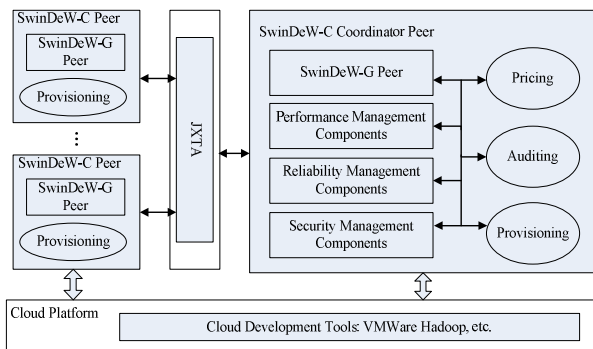 SwinDeW-C Peer
SwinDeW-G
Peer
Provisioning
...
SwinDeW-C Peer
SwinDeW-G
Peer
Provisioning
JXTA
SwinDeW-C Coordinator Peer
SwinDeW-G Peer
Performance Management
Components
Reliability Management
Components
Security Management
Components
Pricing
Auditing
Provisioning
Cloud Platform
Cloud Development Tools: VMWare Hadoop, etc.